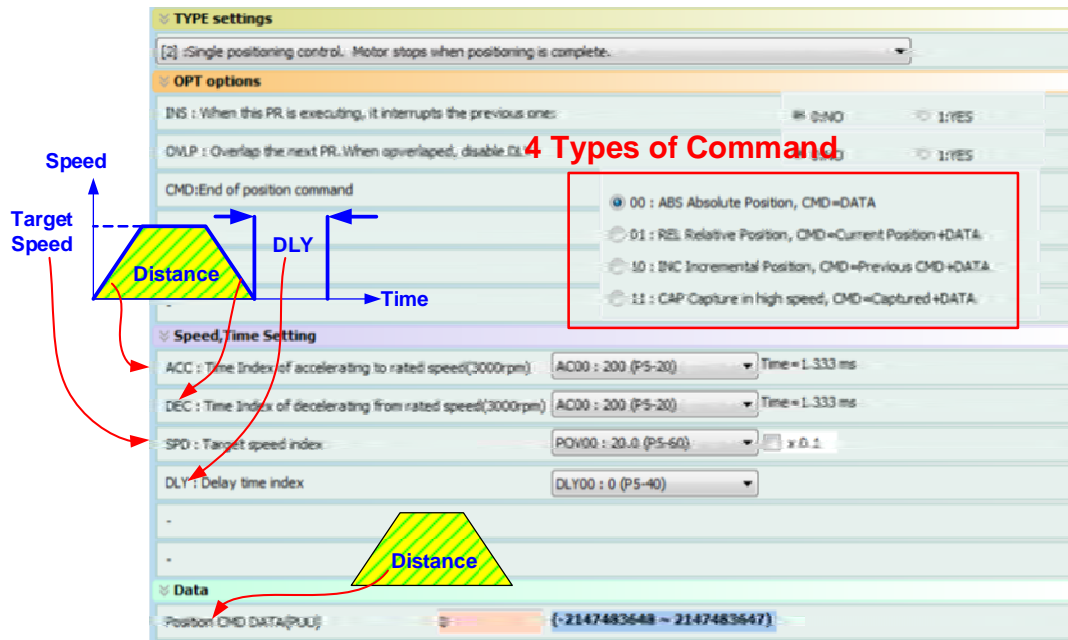 TYPE settings
[2] :Single positioning control. Motor stops when positioning is complete.
OPT options
INS : When this PR is executing, it interrupts the previous one:
0:NO 1:YES
OVLP : Overlap the next PR. When opverlaped, disable DLY
0:NO 1:YES
4 Types of Command
CMD:End of position command
00 : ABS Absolute Position, CMD=DATA
01 : REL Relative Position, CMD=Current Position+DATA
10 : INC Incremental Position, CMD=Previous CMD+DATA
11 : CAP Capture in high speed, CMD=Captured+DATA
Speed
Target
Speed
Distance
DLY
Time
-
Speed,Time Setting
ACC : Time Index of accelerating to rated speed(3000rpm) AC00 : 200 (P5-20) Time=1.333 ms
DEC : Time Index of decelerating from rated speed(3000rpm) AC00 : 200 (P5-20) Time=1.333 ms
SPD : Target speed index POV00 : 20.0 (P5-60) x 0.1
DLY : Delay time index DLY00 : 0 (P5-40)
-
-
Distance
Data
Position CMD DATA(PUU) 0 (-2147483648 ~ 2147483647)